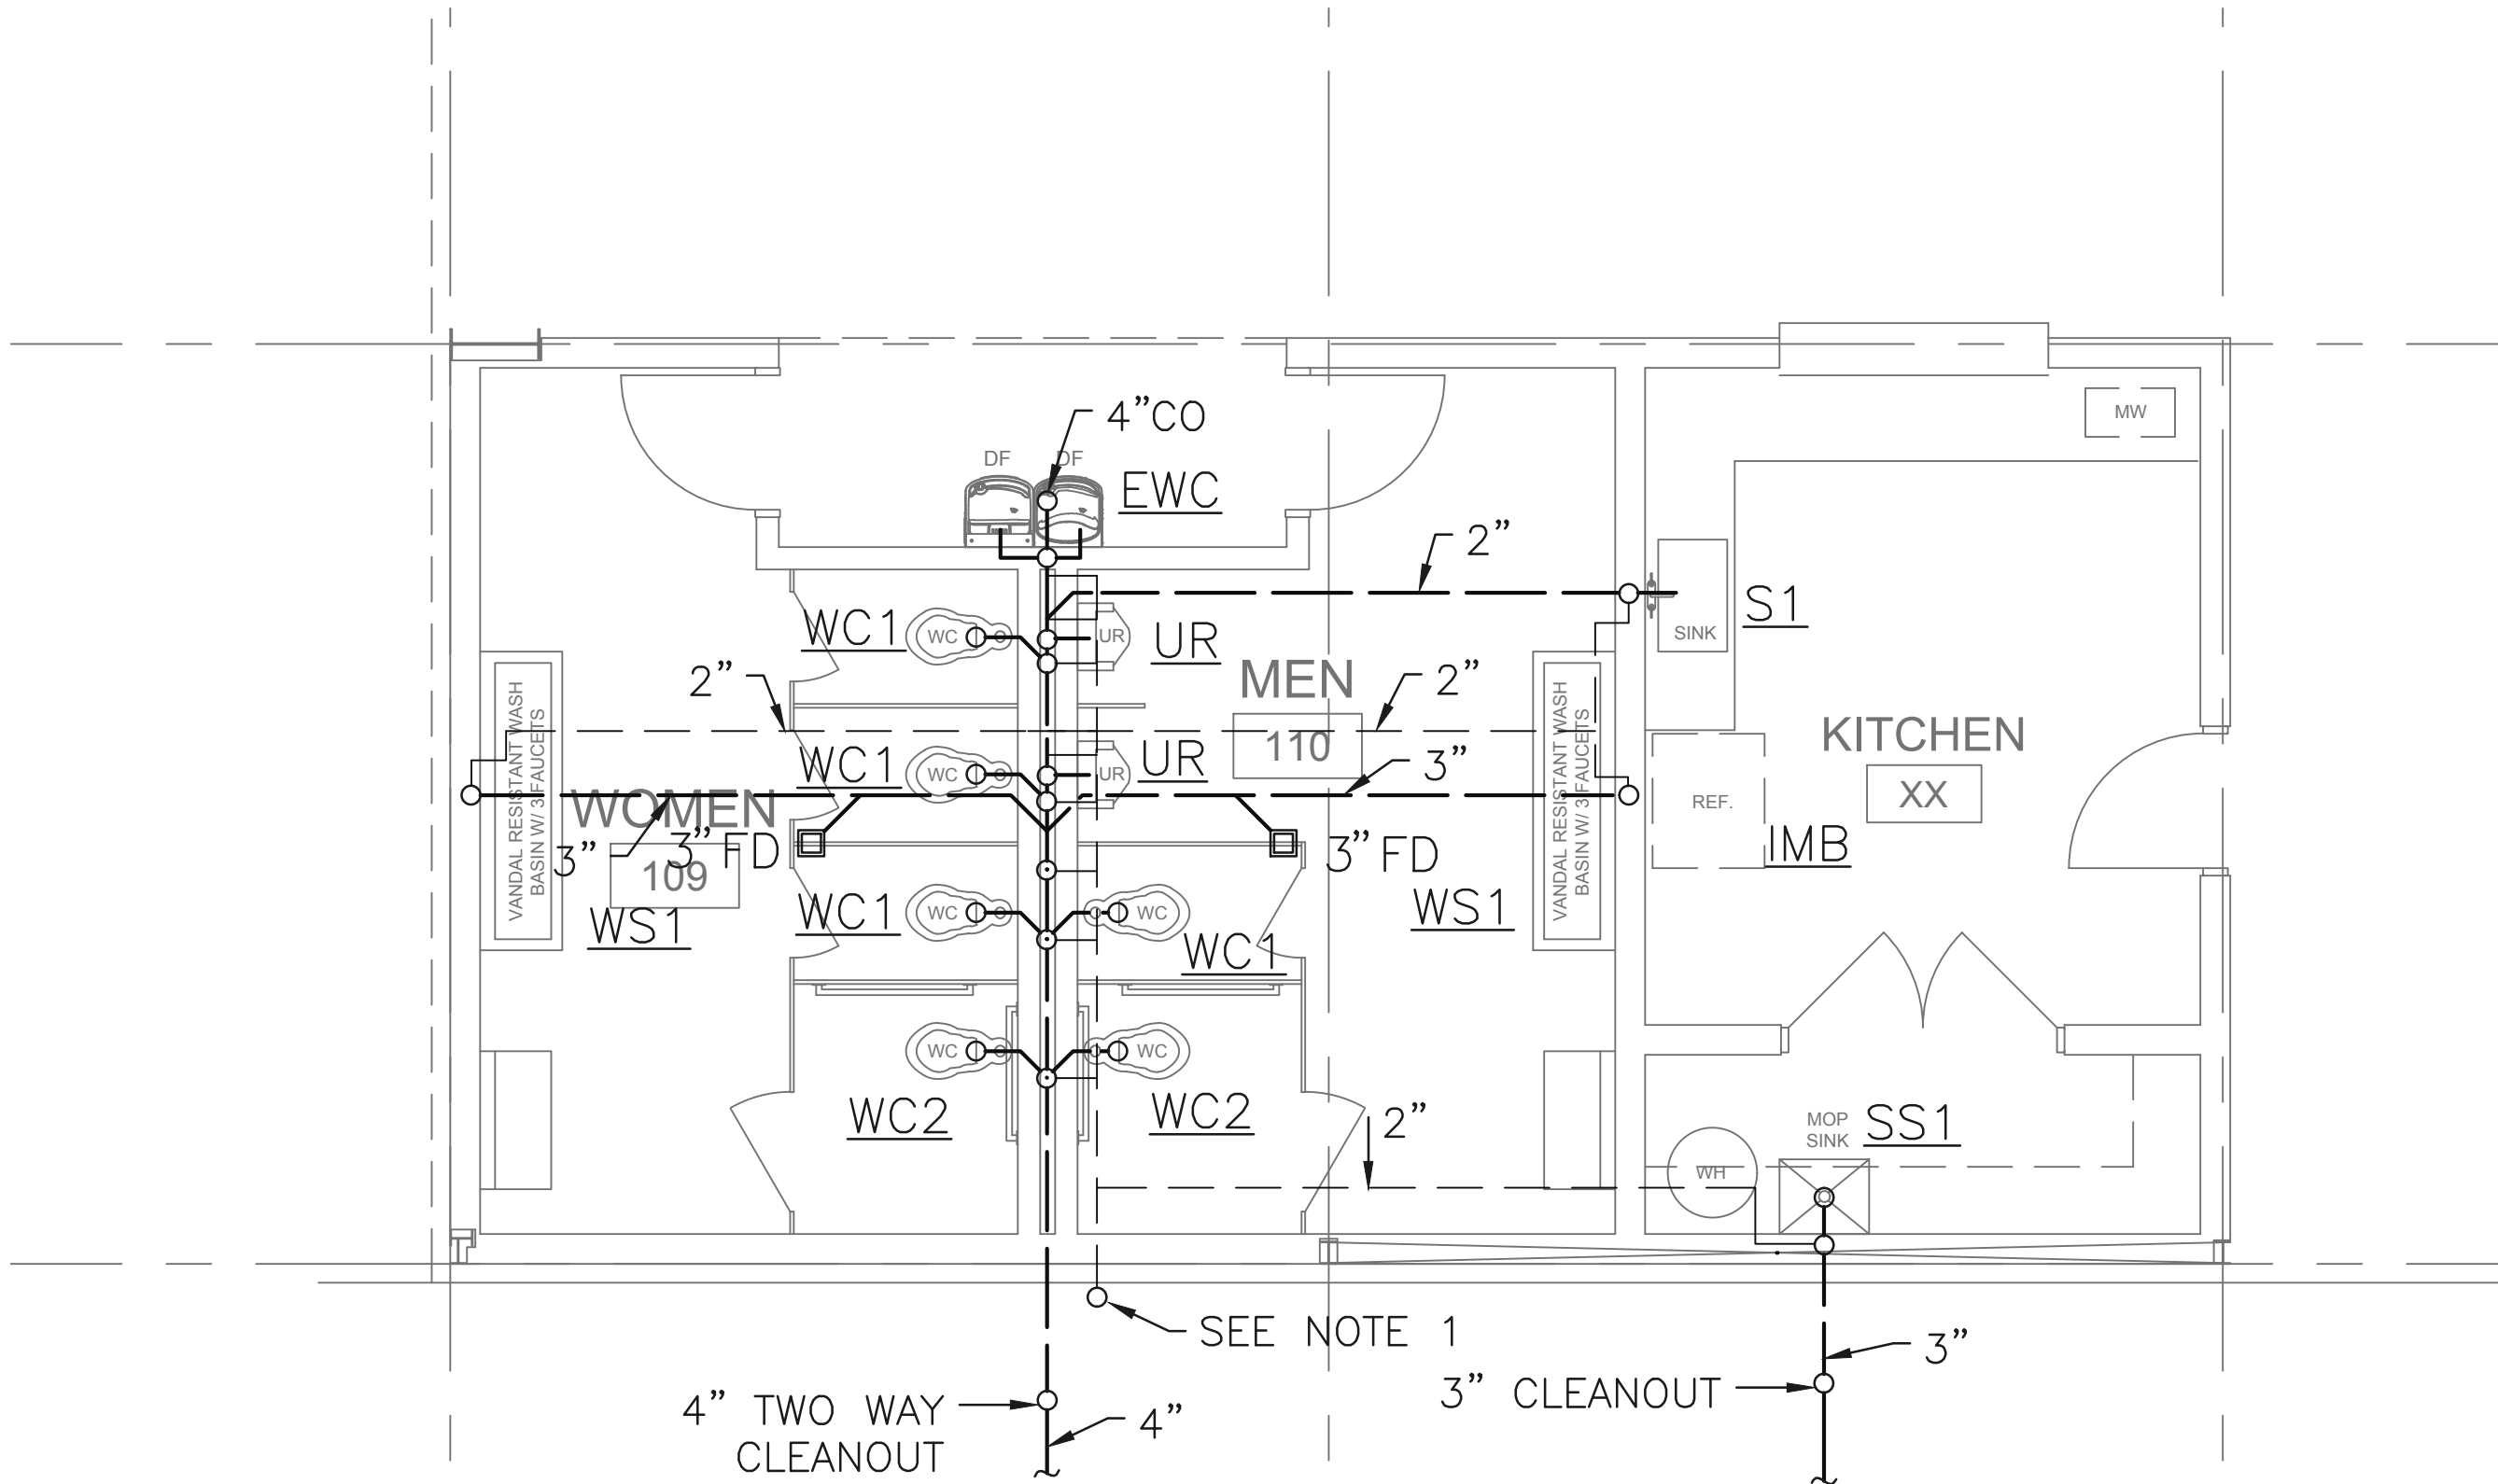 4”CO
DF
DF
EWC
MW
2”
WC1
WC
UR
UR
SINK
S1
2”
MEN
110
2”
KITCHEN
XX
WC1
WC
UR
UR
3”
REF.
IMB
VANDAL RESISTANT WASH
BASIN W/ 3 FAUCETS
WOMEN
109
3”
3” FD
3” FD
VANDAL RESISTANT WASH
BASIN W/ 3 FAUCETS
WS1
WC1
WC
WC
WC1
WS1
WC
WC
WC2
WC2
2”
MOP
SINK
SS1
WH
SEE NOTE 1
3”
3” CLEANOUT
4” TWO WAY
CLEANOUT
4”